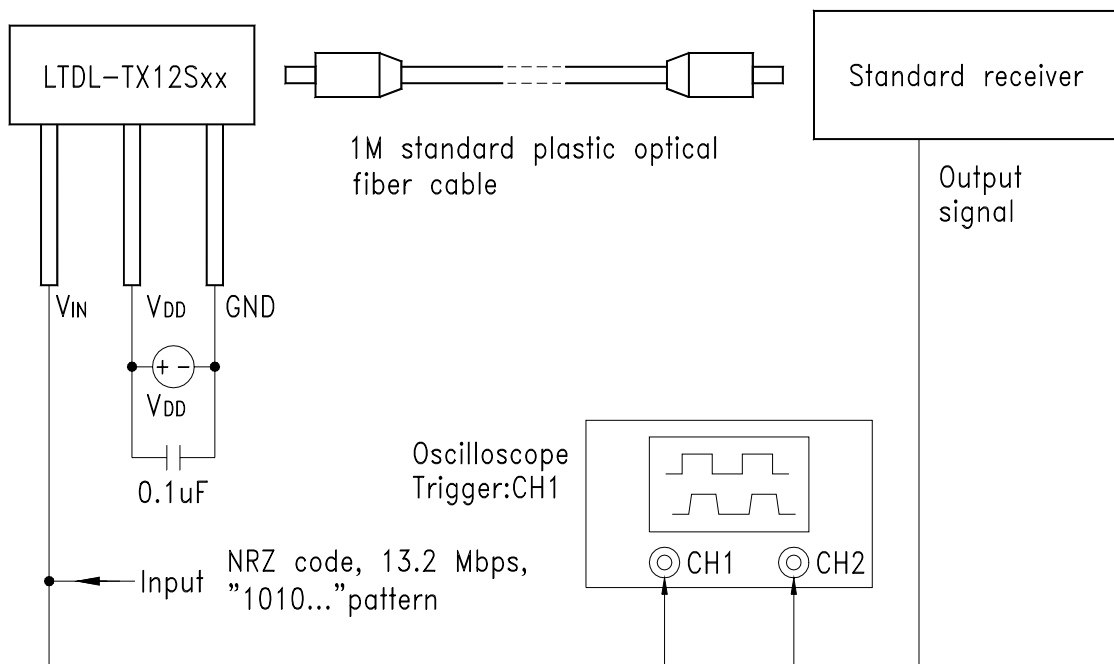 LTDL-TX12Sxx
Standard receiver
1M standard plastic optical
fiber cable
Output
signal
VIN
VDD
GND
+ -
VDD
0.1uF
Oscilloscope
Trigger:CH1
CH1
CH2
Input
NRZ code, 13.2 Mbps,
"1010..."pattern